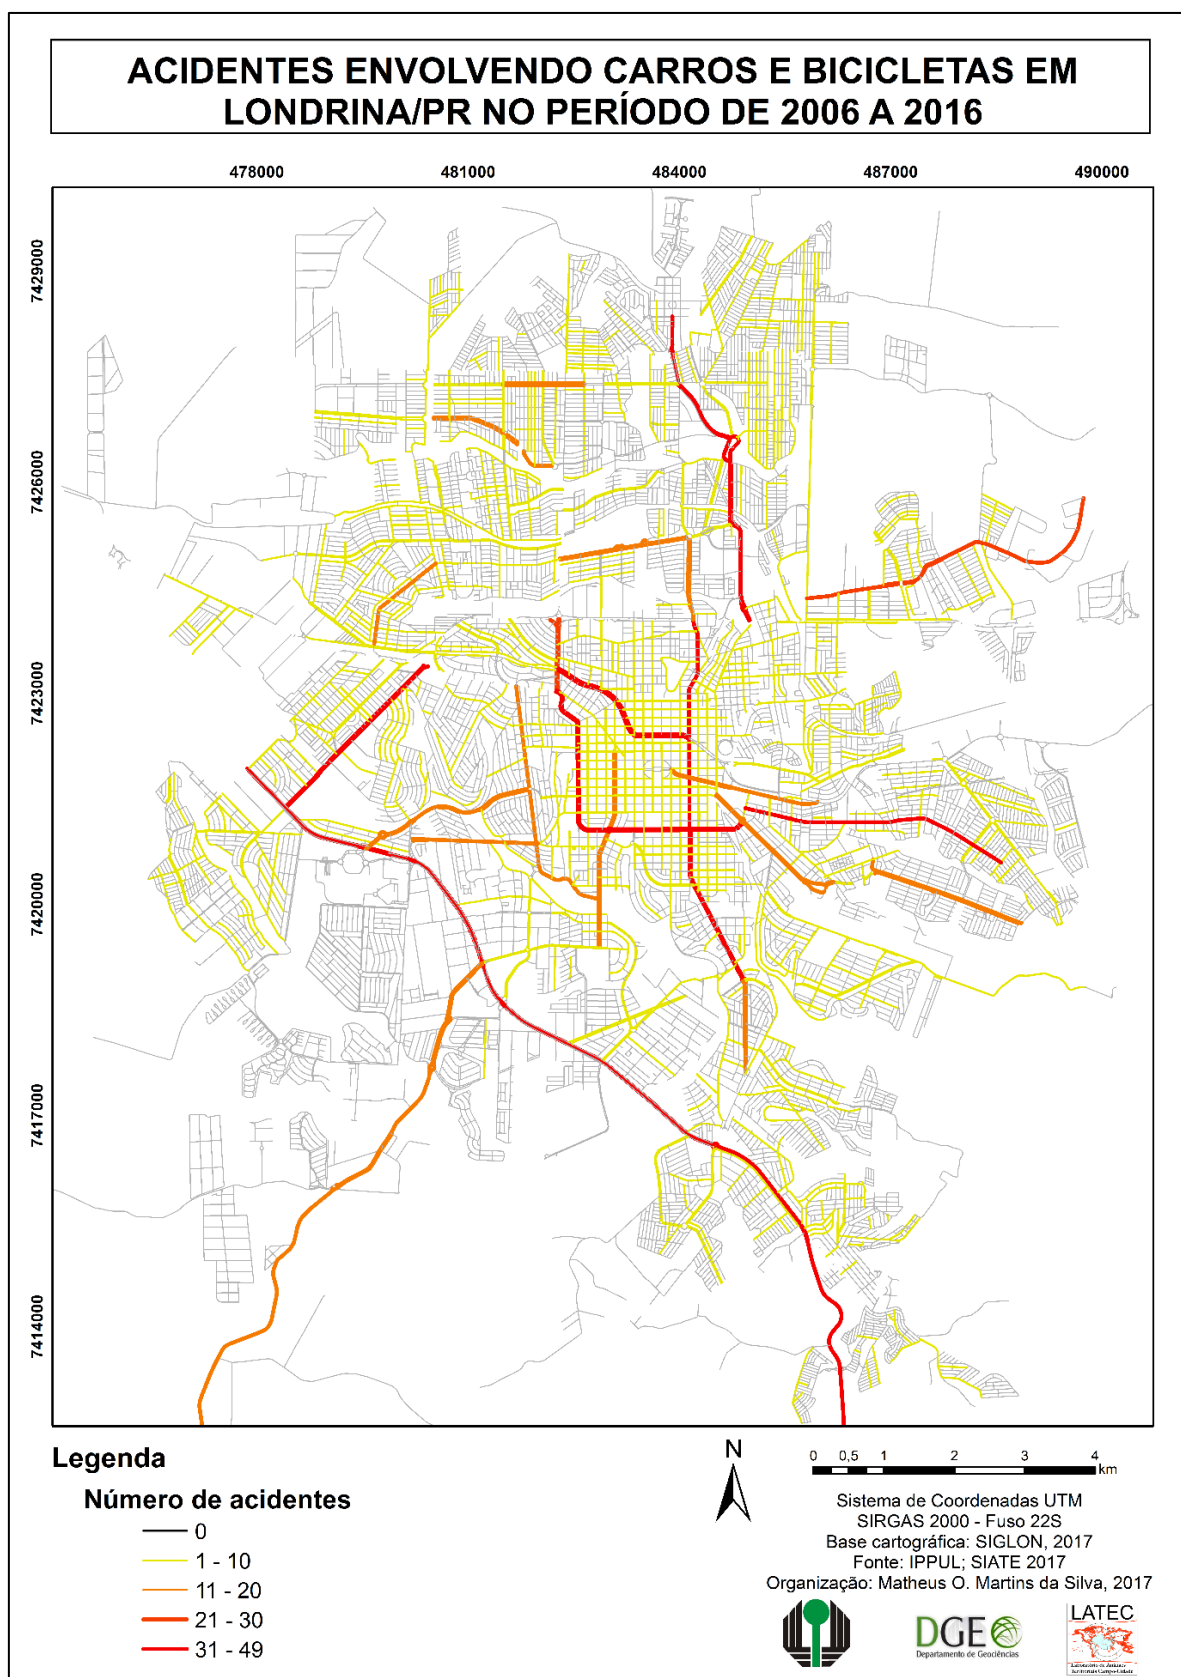 ACIDENTES ENVOLVENDO CARROS E BICICLETAS EM
LONDRINA/PR NO PERÍODO DE 2006 A 2016
478000
481000
484000
487000
490000
7429000
7426000
7423000
7420000
7417000
7414000
Legenda
Número de acidentes
0
1 - 10
11 - 20
21 - 30
31 - 49
N
0 0,5 1 2 3 4
km
Sistema de Coordenadas UTM
SIRGAS 2000 - Fuso 22S
Base cartográfica: SIGLON, 2017
Fonte: IPPUL; SIATE 2017
Organização: Matheus O. Martins da Silva, 2017
DGE
Departamento de Geociências
LATEC